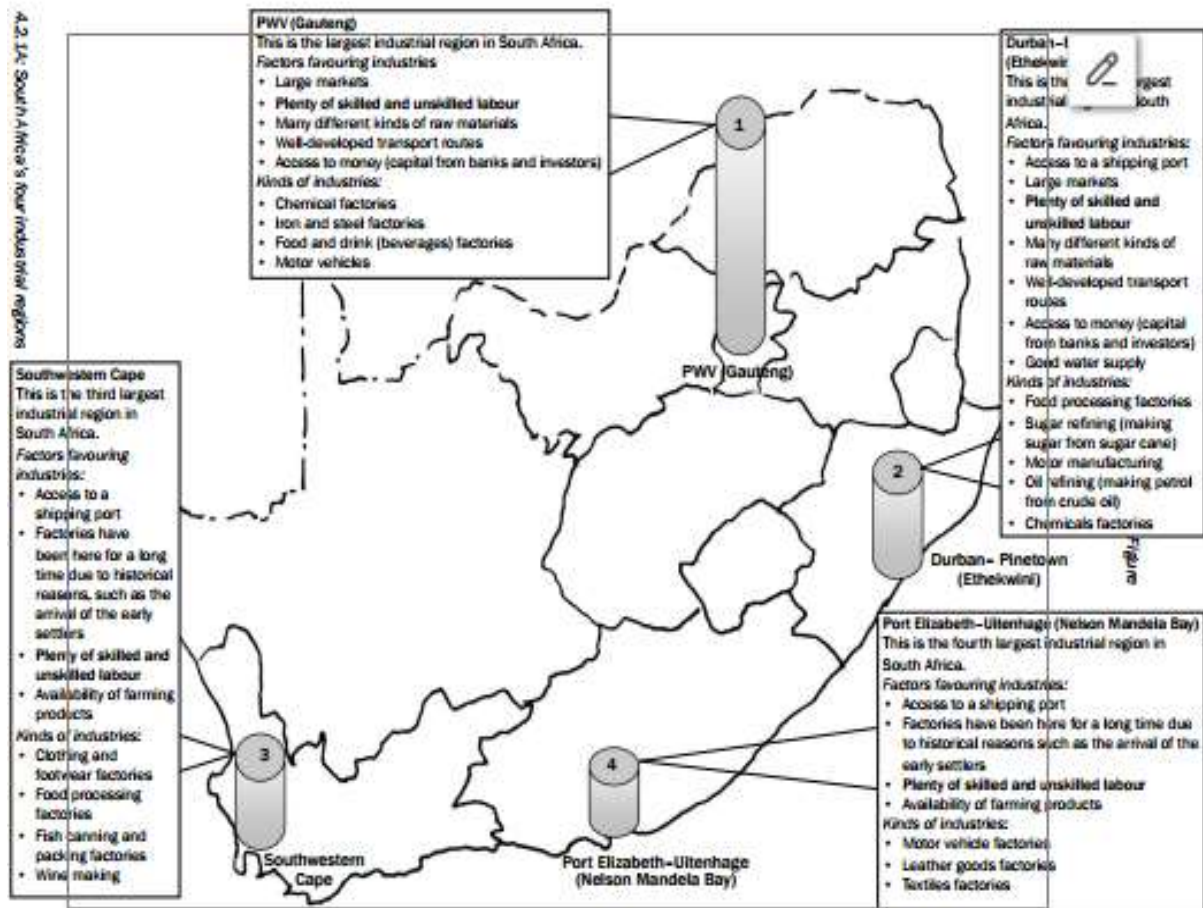 4.2.1A: South Africa's four industrial regions
Figure
PWV (Gauteng)
This is the largest industrial region in South Africa.
Factors favouring industries
• Large markets
• Plenty of skilled and unskilled labour
• Many different kinds of raw materials
• Well-developed transport routes
• Access to money (capital from banks and investors)
Kinds of industries:
• Chemical factories
• Iron and steel factories
• Food and drink (beverages) factories
• Motor vehicles
Durban–
(Ethekwini
This is the
industrial
Africa.
Factors favouring industries:
• Access to a shipping port
• Large markets
• Plenty of skilled and
unskilled labour
• Many different kinds of
raw materials
• Well-developed transport
routes
• Access to money (capital
from banks and investors)
• Good water supply
Kinds of industries:
• Food processing factories
• Sugar refining (making
sugar from sugar cane)
• Motor manufacturing
• Oil refining (making petrol
from crude oil)
• Chemicals factories
1
PWV (Gauteng)
2
Durban– Pinetown
(Ethekwini)
Southwestern Cape
This is the third largest
industrial region in
South Africa.
Factors favouring
industries:
• Access to a
shipping port
• Factories have
been here for a long
time due to historical
reasons, such as the
arrival of the early
settlers
• Plenty of skilled and
unskilled labour
• Availability of farming
products
Kinds of industries:
• Clothing and
footwear factories
• Food processing
factories
• Fish canning and
packing factories
• Wine making
3
Southwestern
Cape
4
Port Elizabeth–Uitenhage
(Nelson Mandela Bay)
Port Elizabeth–Uitenhage (Nelson Mandela Bay)
This is the fourth largest industrial region in
South Africa.
Factors favouring industries:
• Access to a shipping port
• Factories have been here for a long time due
to historical reasons such as the arrival of the
early settlers
• Plenty of skilled and unskilled labour
• Availability of farming products
Kinds of industries:
• Motor vehicle factories
• Leather goods factories
• Textiles factories